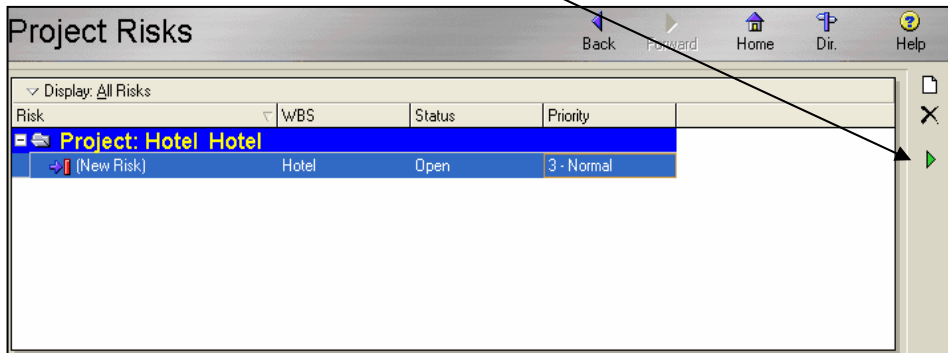 Project Risks
Back Forward Home Dir. Help
Display: All Risks
Risk WBS Status Priority
Project: Hotel Hotel
(New Risk) Hotel Open 3 - Normal